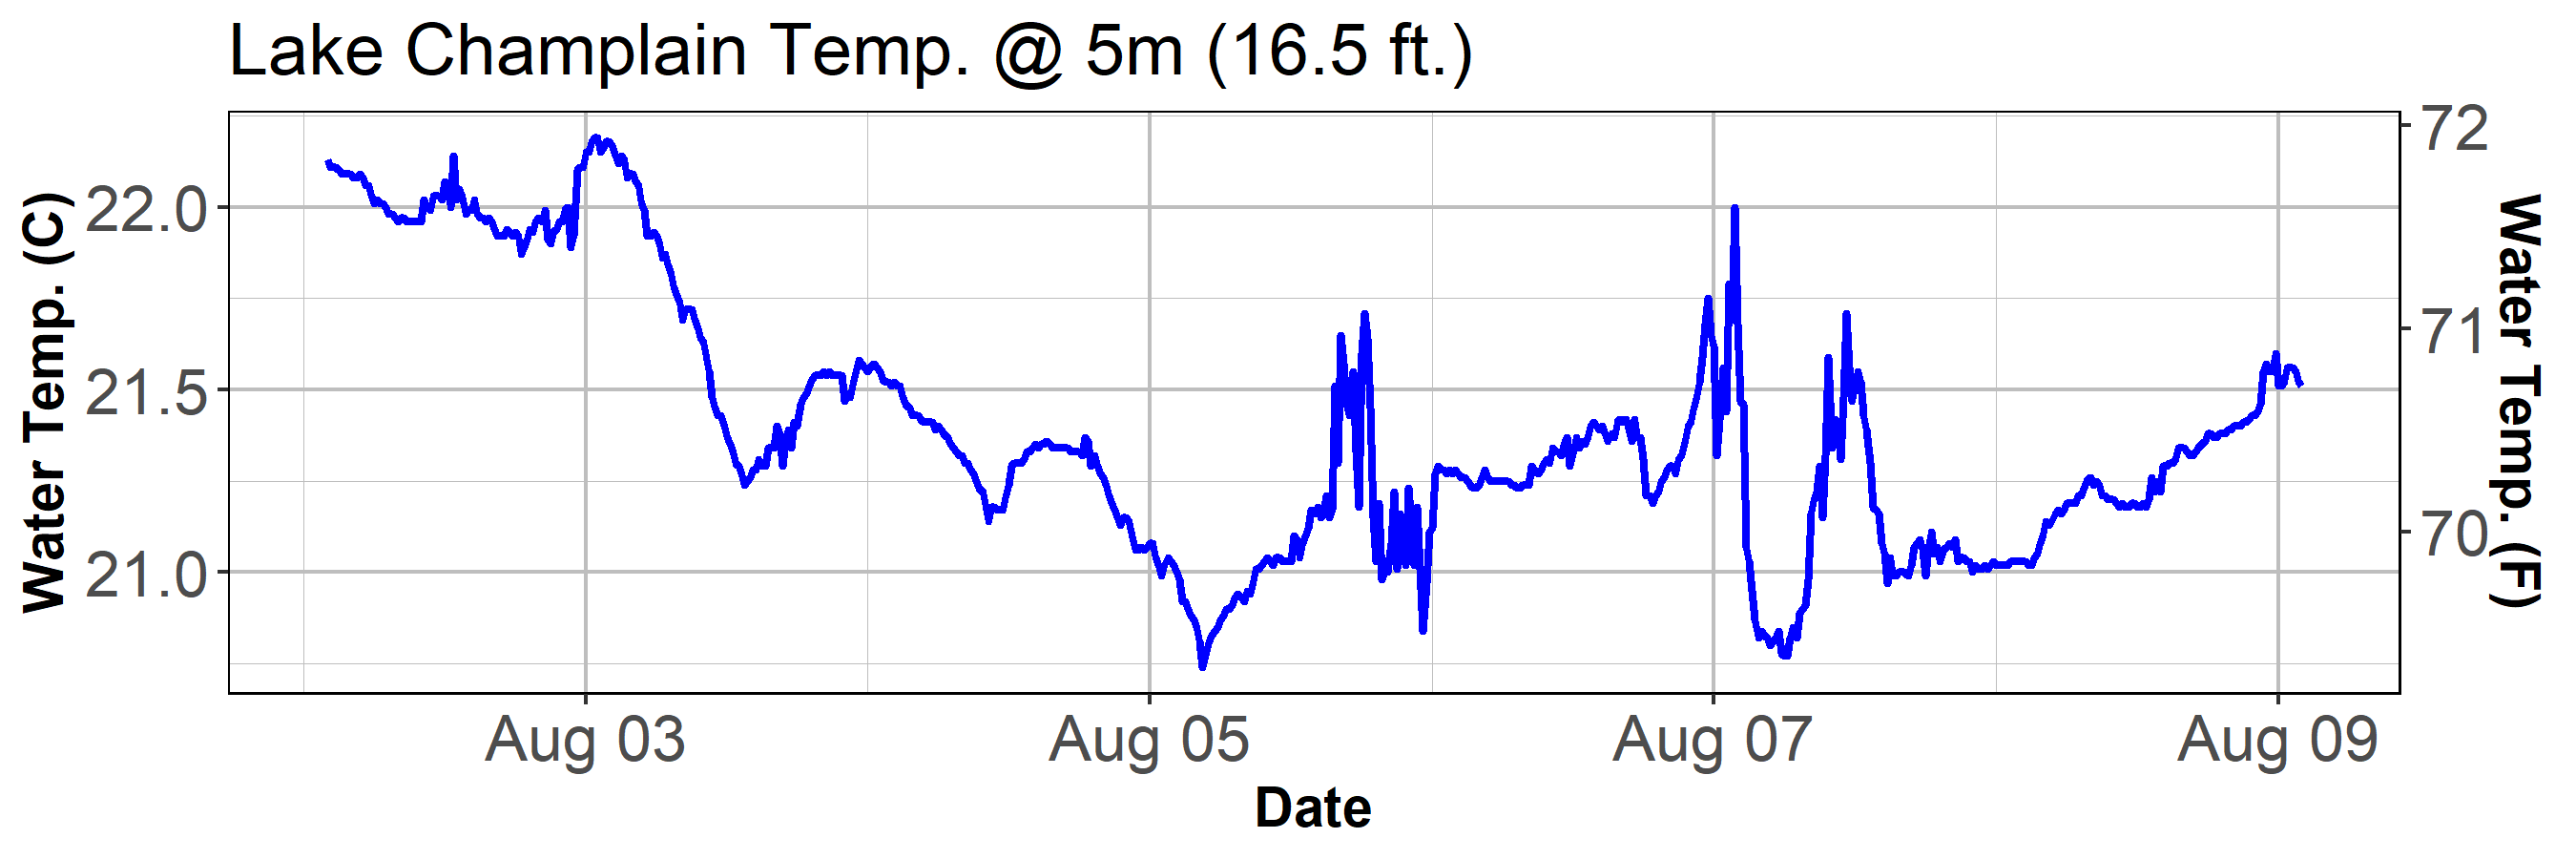 Lake Champlain Temp. @ 5m (16.5 ft.)
Water Temp. (C)
22.0
21.5
21.0
72
71
70
Water Temp. (F)
Aug 03 Aug 05 Aug 07 Aug 09
Date